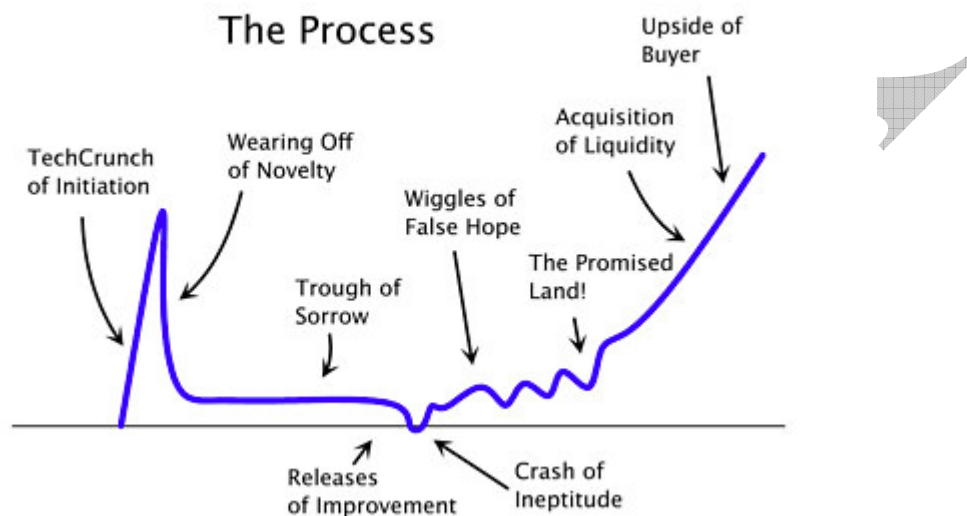 The Process
TechCrunch
of Initiation
Wearing Off
of Novelty
Trough of
Sorrow
Releases
of Improvement
Crash of
Ineptitude
Wiggles of
False Hope
The Promised
Land!
Acquisition
of Liquidity
Upside of
Buyer